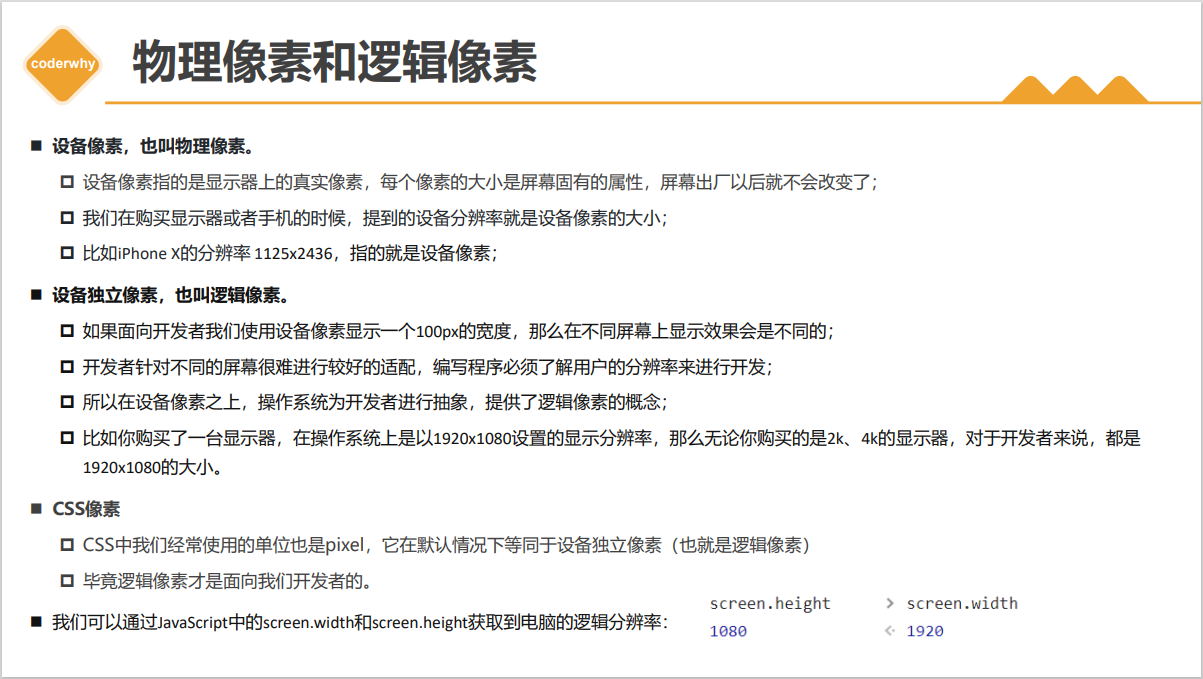 coderwhy
物理像素和逻辑像素
设备像素，也叫物理像素。
设备像素指的是显示器上的真实像素，每个像素的大小是屏幕固有的属性，屏幕出厂以后就不会改变了；
我们在购买显示器或者手机的时候，提到的设备分辨率就是设备像素的大小；
比如iPhone X的分辨率 1125x2436，指的就是设备像素；
设备独立像素，也叫逻辑像素。
如果面向开发者我们使用设备像素显示一个100px的宽度，那么在不同屏幕上显示效果会是不同的；
开发者针对不同的屏幕很难进行较好的适配，编写程序必须了解用户的分辨率来进行开发；
所以在设备像素之上，操作系统为开发者进行抽象，提供了逻辑像素的概念；
比如你购买了一台显示器，在操作系统上是以1920x1080设置的显示分辨率，那么无论你购买的是2k、4k的显示器，对于开发者来说，都是
1920x1080的大小。
CSS像素
CSS中我们经常使用的单位也是pixel，它在默认情况下等同于设备独立像素（也就是逻辑像素）
毕竟逻辑像素才是面向我们开发者的。
我们可以通过JavaScript中的screen.width和screen.height获取到电脑的逻辑分辨率：
screen.height
1080
> screen.width
1920